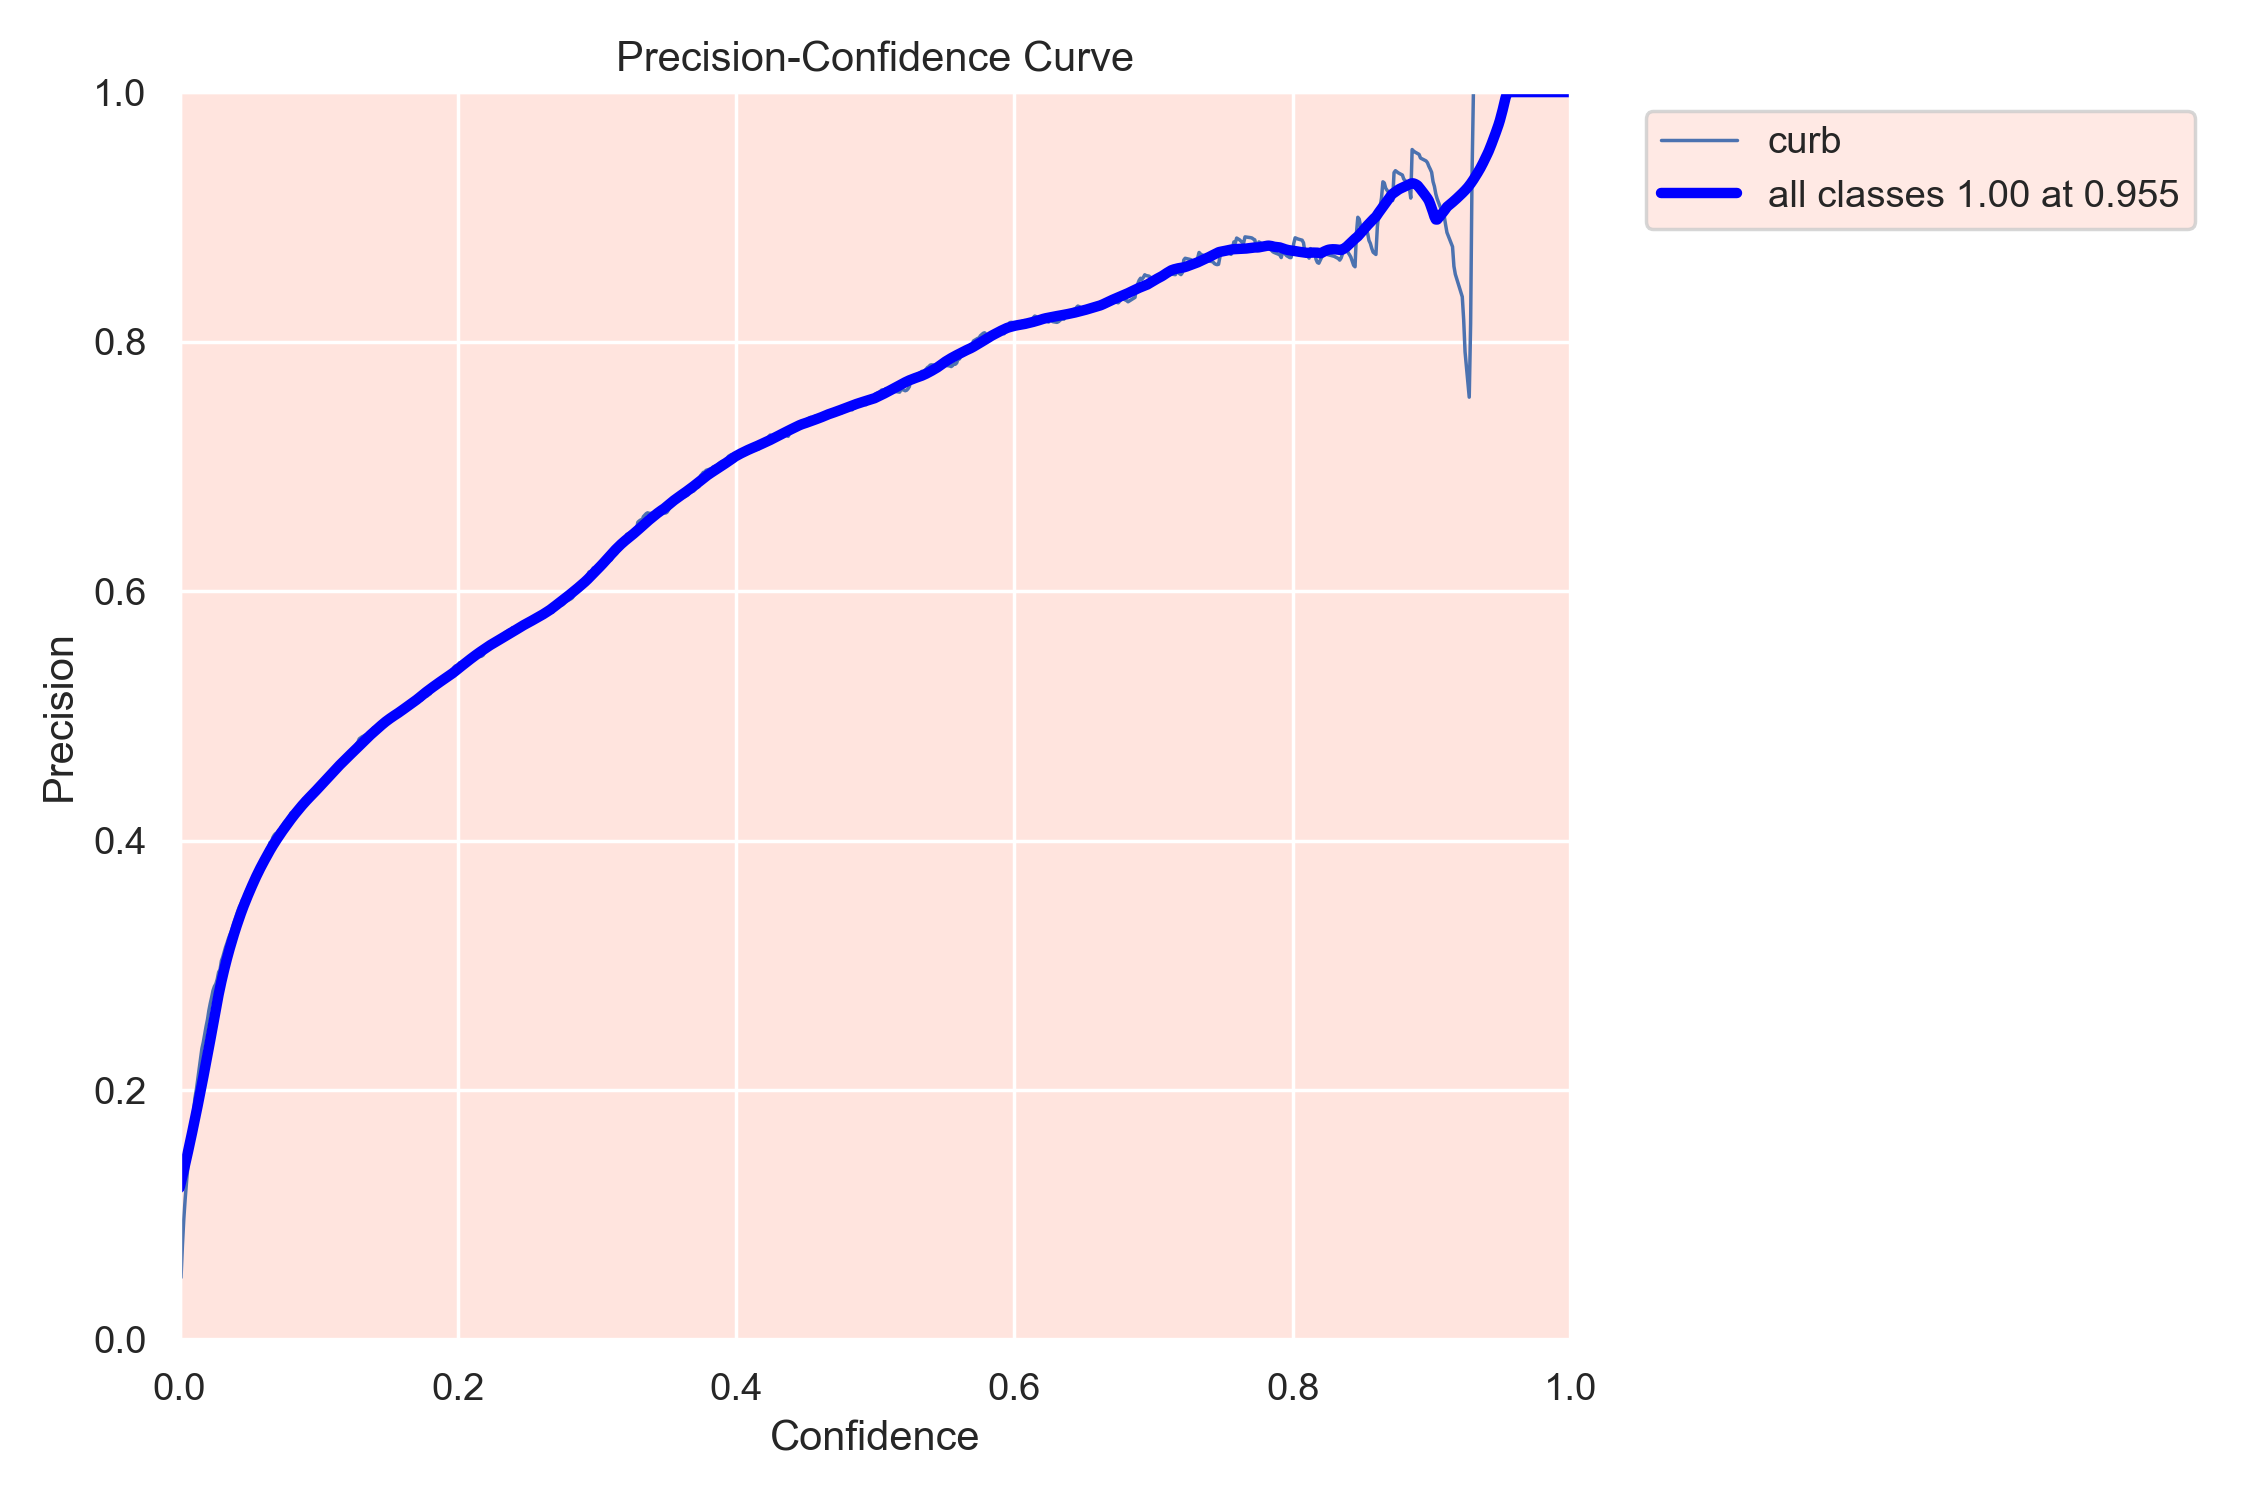 Precision-Confidence Curve
1.0
0.8
0.6
0.4
0.2
0.0
Precision
0.0 0.2 0.4 0.6 0.8 1.0
Confidence
curb
all classes 1.00 at 0.955